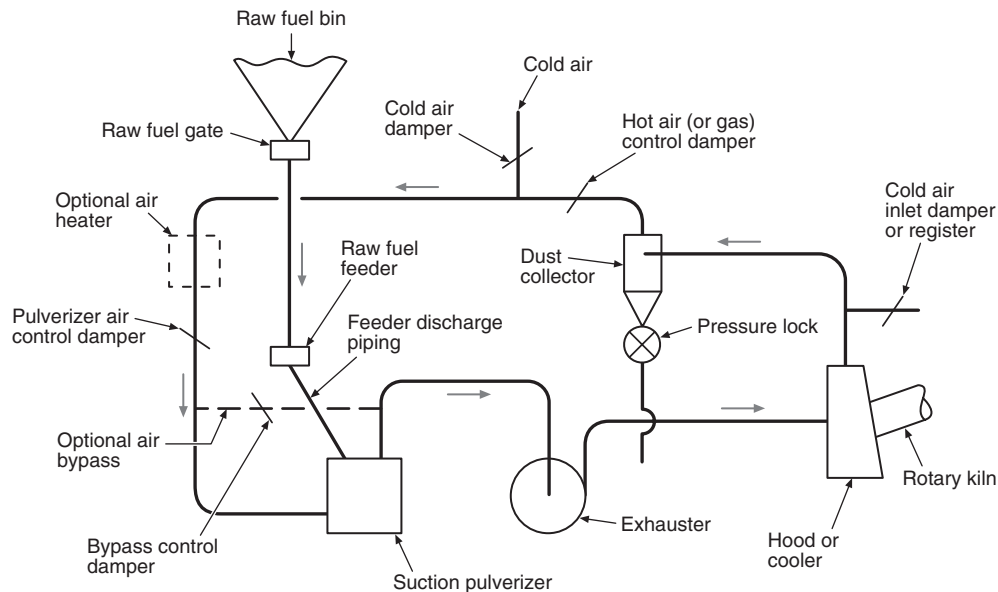 Raw fuel bin
Cold air
Cold air
damper
Hot air (or gas)
control damper
Raw fuel gate
Optional air
heater
Cold air
inlet damper
or register
Raw fuel
feeder
Dust
collector
Pulverizer air
control damper
Feeder discharge
piping
Pressure lock
Optional air
bypass
Rotary kiln
Exhauster
Bypass control
damper
Hood or
cooler
Suction pulverizer